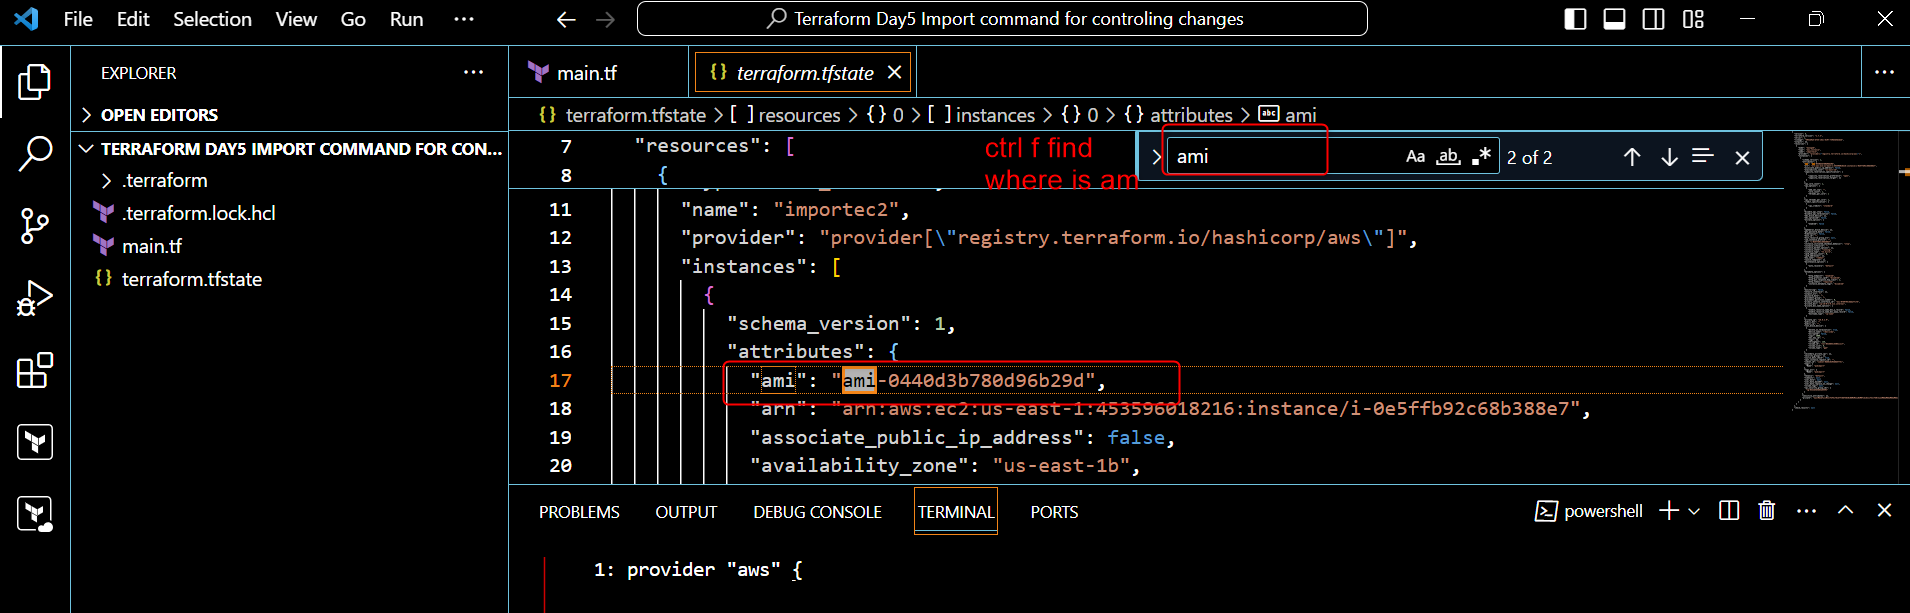 File Edit Selection View Go Run ···
Terraform Day5 Import command for controling changes
EXPLORER ···
OPEN EDITORS
TERRAFORM DAY5 IMPORT COMMAND FOR CON...
.terraform
.terraform.lock.hcl
main.tf
{} terraform.tfstate
main.tf
{} terraform.tfstate
{} terraform.tfstate > [ ] resources > {} 0 > [ ] instances > {} 0 > {} attributes > abc ami
ctrl f find
where is am
ami Aa ab 2 of 2
7 "resources": [
8 {
11 "name": "importec2",
12 "provider": "provider[\"registry.terraform.io/hashicorp/aws\"]",
13 "instances": [
14 {
15 "schema_version": 1,
16 "attributes": {
17 "ami": "ami-0440d3b780d96b29d",
18 "arn": "arn:aws:ec2:us-east-1:453596018216:instance/i-0e5ffb92c68b388e7",
19 "associate_public_ip_address": false,
20 "availability_zone": "us-east-1b",
PROBLEMS OUTPUT DEBUG CONSOLE TERMINAL PORTS
powershell
1: provider "aws" {